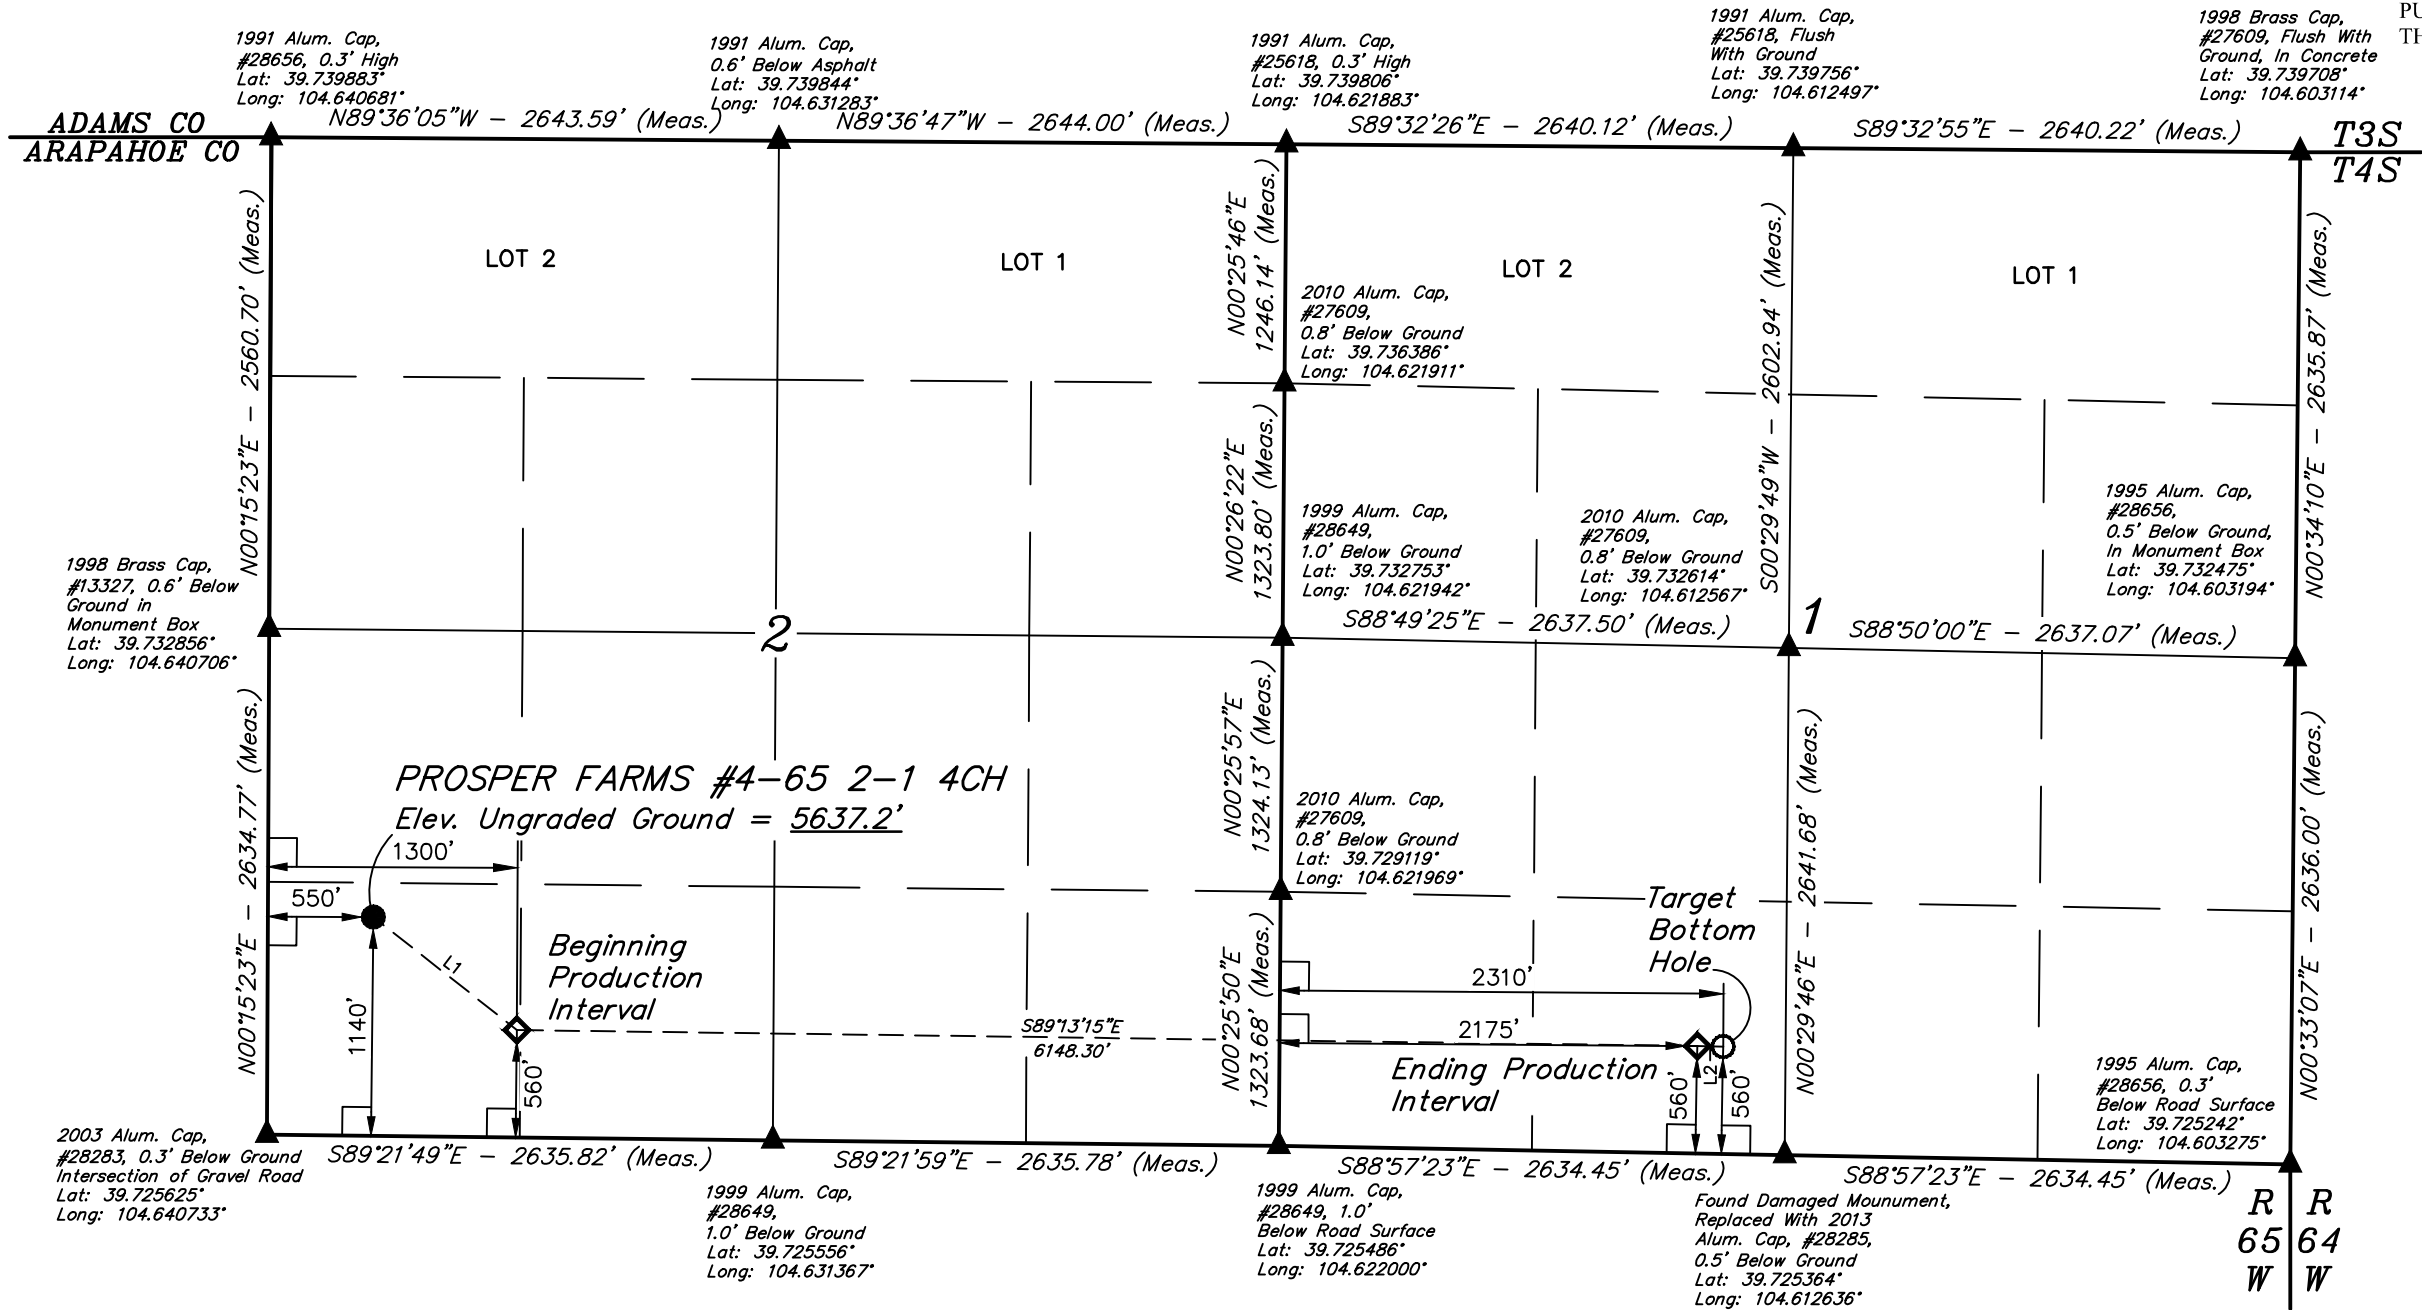 PU
TH
1991 Alum. Cap,
#28656, 0.3' High
Lat: 39.739883°
Long: 104.640681°
1991 Alum. Cap,
0.6' Below Asphalt
Lat: 39.739844°
Long: 104.631283°
1991 Alum. Cap,
#25618, 0.3' High
Lat: 39.739806°
Long: 104.621883°
1991 Alum. Cap,
#25618, Flush
With Ground
Lat: 39.739756°
Long: 104.612497°
1998 Brass Cap,
#27609, Flush With
Ground, In Concrete
Lat: 39.739708°
Long: 104.603114°
ADAMS CO
ARAPAHOE CO
N89°36'05"W - 2643.59' (Meas.)
N89°36'47"W - 2644.00' (Meas.)
S89°32'26"E - 2640.12' (Meas.)
S89°32'55"E - 2640.22' (Meas.)
T3S
T4S
LOT 2
LOT 1
LOT 2
LOT 1
N00°15'23"E - 2560.70' (Meas.)
N00°25'46"E
1246.14' (Meas.)
S00°29'49"W - 2602.94' (Meas.)
N00°34'10"E - 2635.87' (Meas.)
2010 Alum. Cap,
#27609,
0.8' Below Ground
Lat: 39.736386°
Long: 104.621911°
N00°26'22"E
1323.80' (Meas.)
1999 Alum. Cap,
#28649,
1.0' Below Ground
Lat: 39.732753°
Long: 104.621942°
2010 Alum. Cap,
#27609,
0.8' Below Ground
Lat: 39.732614°
Long: 104.612567°
1995 Alum. Cap,
#28656,
0.5' Below Ground,
In Monument Box
Lat: 39.732475°
Long: 104.603194°
1998 Brass Cap,
#13327, 0.6' Below
Ground in
Monument Box
Lat: 39.732856°
Long: 104.640706°
2
S88°49'25"E - 2637.50' (Meas.)
1
S88°50'00"E - 2637.07' (Meas.)
N00°15'23"E - 2634.77' (Meas.)
N00°25'57"E
1324.13' (Meas.)
N00°29'46"E - 2641.68' (Meas.)
N00°33'07"E - 2636.00' (Meas.)
PROSPER FARMS #4-65 2-1 4CH
Elev. Ungraded Ground = 5637.2'
1300'
550'
2010 Alum. Cap,
#27609,
0.8' Below Ground
Lat: 39.729119°
Long: 104.621969°
Target
Bottom
Hole
L1
Beginning
Production
Interval
1140'
560'
S89°13'15"E
6148.30'
N00°25'50"E
1323.68' (Meas.)
2310'
2175'
Ending Production
Interval
L2
560'
560'
1995 Alum. Cap,
#28656, 0.3'
Below Road Surface
Lat: 39.725242°
Long: 104.603275°
2003 Alum. Cap,
#28283, 0.3' Below Ground
Intersection of Gravel Road
Lat: 39.725625°
Long: 104.640733°
S89°21'49"E - 2635.82' (Meas.)
S89°21'59"E - 2635.78' (Meas.)
S88°57'23"E - 2634.45' (Meas.)
S88°57'23"E - 2634.45' (Meas.)
1999 Alum. Cap,
#28649,
1.0' Below Ground
Lat: 39.725556°
Long: 104.631367°
1999 Alum. Cap,
#28649, 1.0'
Below Road Surface
Lat: 39.725486°
Long: 104.622000°
Found Damaged Mounument,
Replaced With 2013
Alum. Cap, #28285,
0.5' Below Ground
Lat: 39.725364°
Long: 104.612636°
R R
65 64
W W